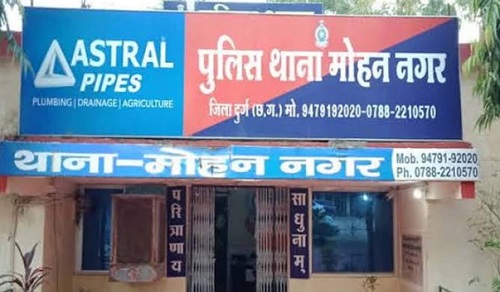 ASTRAL
PIPES
PLUMBING | DRAINAGE | AGRICULTURE
पुलिस थाना मोहन नगर
जिला दुर्ग (छ.ग.) मो. 9479192020-0788-2210570
थाना-मोहन नगर
Mob. 94791-92020
Ph. 0788-2210570
परित्राणाय
साधुनाम्